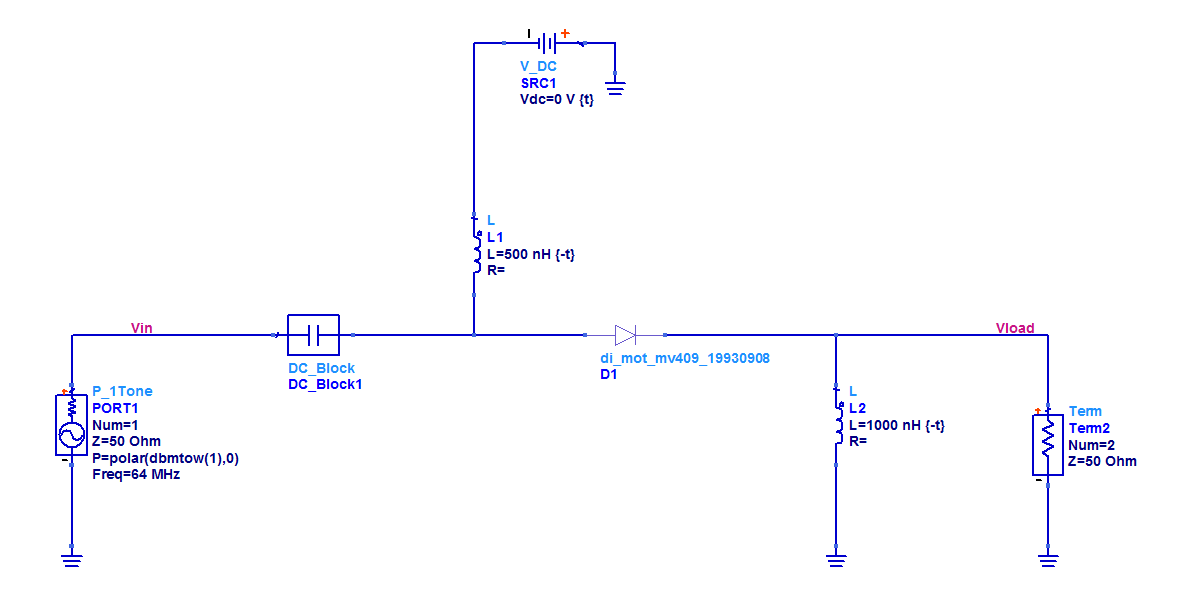 V_DC
SRC1
Vdc=0 V {t}
L
L1
L=500 nH {-t}
R=
Vin
Vload
DC_Block
DC_Block1
di_mot_mv409_19930908
D1
P_1Tone
PORT1
Num=1
Z=50 Ohm
P=polar(dbmtow(1),0)
Freq=64 MHz
L
L2
L=1000 nH {-t}
R=
Term
Term2
Num=2
Z=50 Ohm